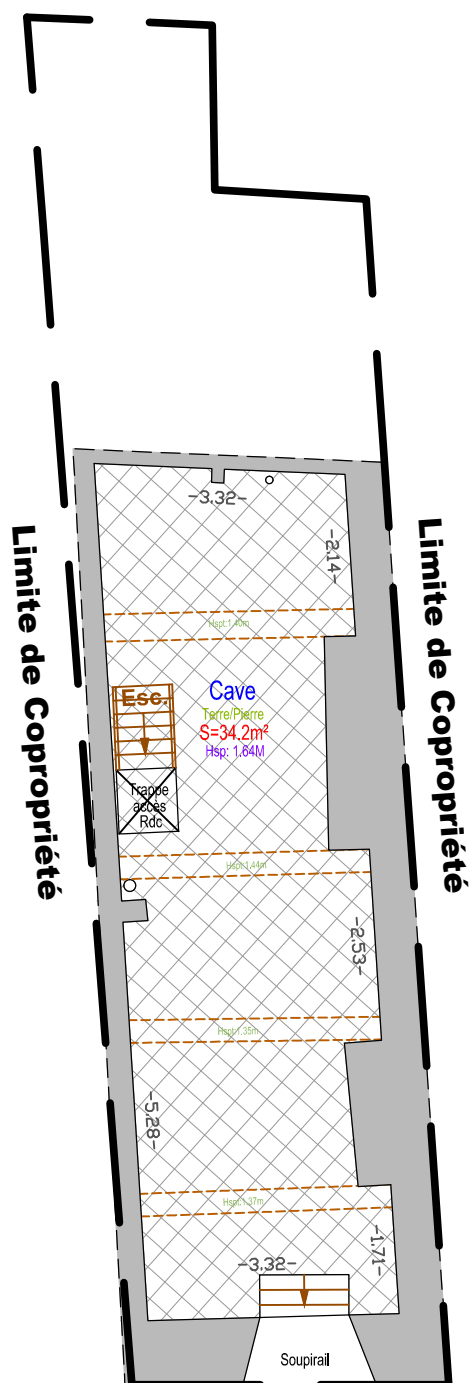 -3.32-
-2.14-
Hspt:1.40m
Limite de Copropriété
Limite de Copropriété
Esc.
Cave
Terre/Pierre
S=34.2m²
Hsp: 1.64M
Trappe
accès
Rdc
Hspt:1.44m
-2.53-
Hspt:1.35m
-5.28-
Hspt:1.37m
-1.71-
-3.32-
Soupirail